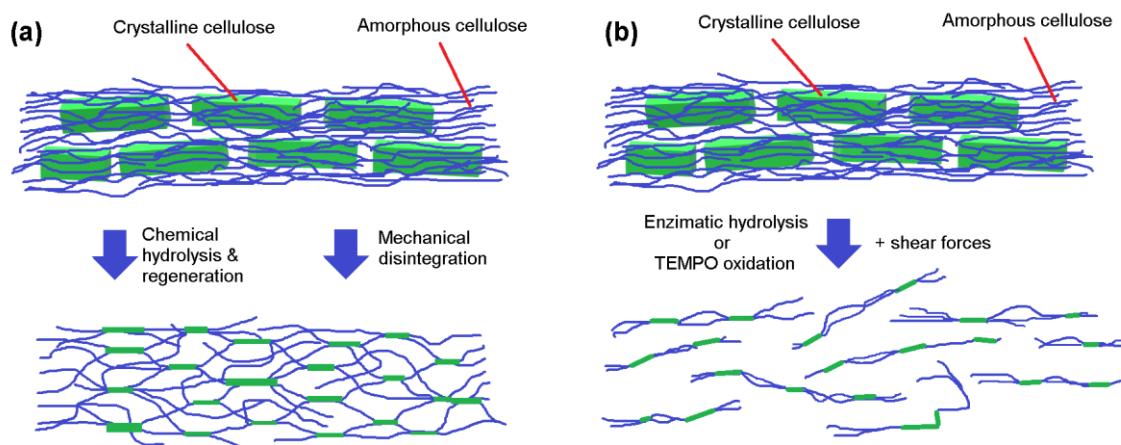 (a)
Crystalline cellulose
Amorphous cellulose
Chemical
hydrolysis &
regeneration
Mechanical
disintegration
(b)
Crystalline cellulose
Amorphous cellulose
Enzimatic hydrolysis
or
TEMPO oxidation
+ shear forces